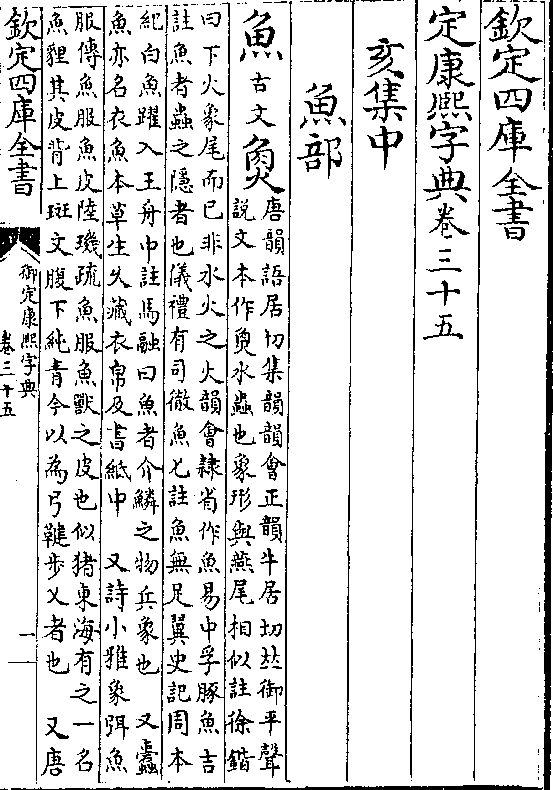 欽定四庫全書
定康熙字典卷三十五
亥集中
魚部
魚古文𤉯唐韻語居切集韻韻會正韻牛居切𠀤御平聲
說文本作𤋳水蟲也象形與燕尾相似註徐鍇
曰下火象尾而已非水火之火韻會隷省作魚易中孚豚魚吉
註魚者蟲之隱者也儀禮有司徹魚七註魚無足翼史記周本
紀白魚躍入王舟中註馬融曰魚者介鱗之物兵象也 又蠹
魚亦名衣魚本草生久藏衣帛及書紙中 又詩小雅象弭魚
服傳魚服魚皮陸璣疏魚服魚獸之皮也似猪東海有之一名
魚貍其皮背上斑文腹下純青今以為弓鞬步叉者也 又唐
欽定四庫全書
御定康熙字典
卷三十五
一